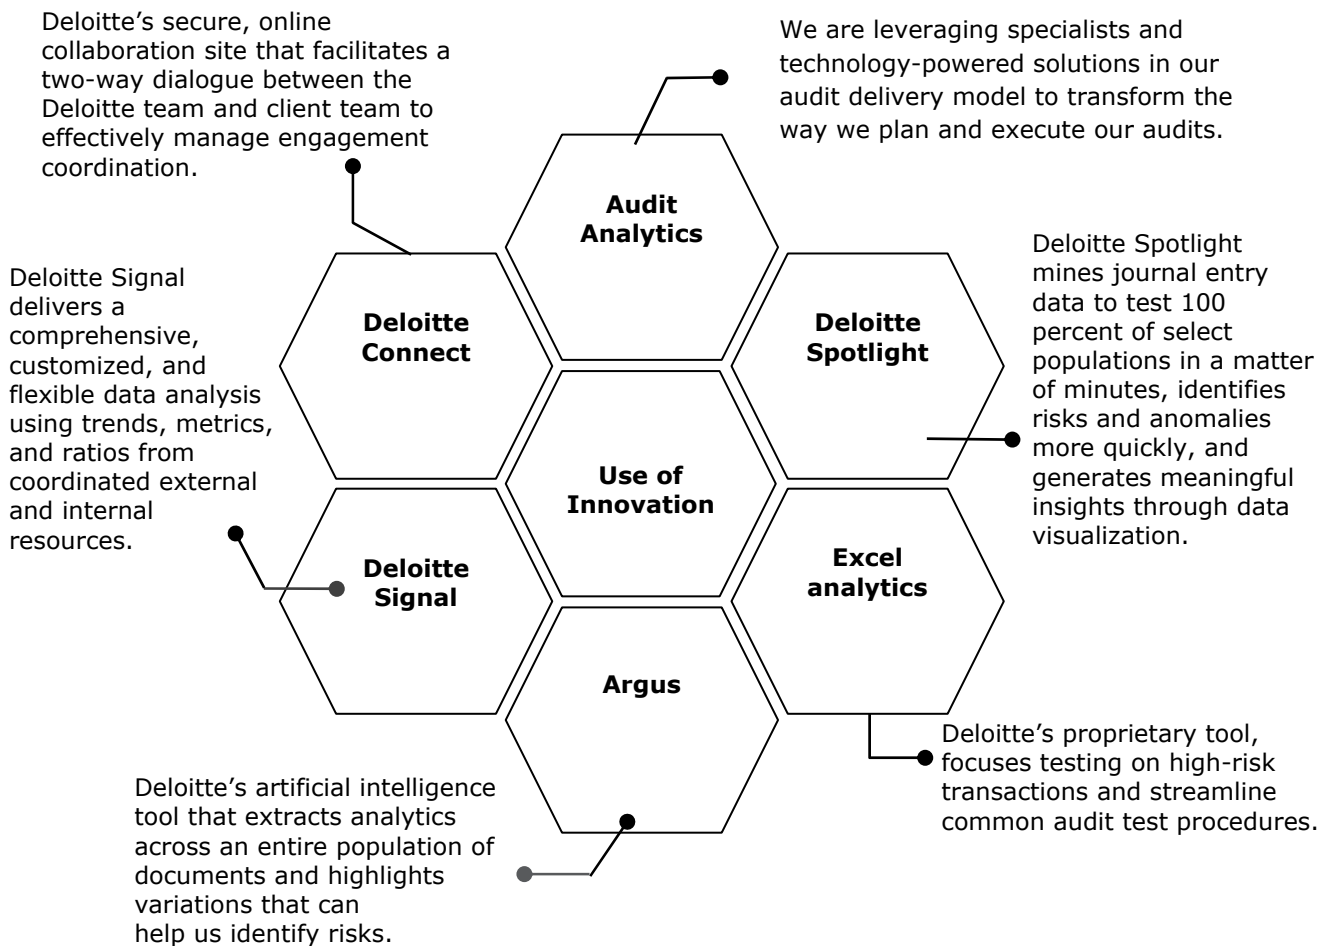 Deloitte’s secure, online
collaboration site that facilitates a
two-way dialogue between the
Deloitte team and client team to
effectively manage engagement
coordination.
We are leveraging specialists and
technology-powered solutions in our
audit delivery model to transform the
way we plan and execute our audits.
Audit
Analytics
Deloitte Signal
delivers a
comprehensive,
customized, and
flexible data analysis
using trends, metrics,
and ratios from
coordinated external
and internal
resources.
Deloitte
Connect
Deloitte
Spotlight
Deloitte Spotlight
mines journal entry
data to test 100
percent of select
populations in a matter
of minutes, identifies
risks and anomalies
more quickly, and
generates meaningful
insights through data
visualization.
Use of
Innovation
Deloitte
Signal
Excel
analytics
Argus
Deloitte’s proprietary tool,
focuses testing on high-risk
transactions and streamline
common audit test procedures.
Deloitte’s artificial intelligence
tool that extracts analytics
across an entire population of
documents and highlights
variations that can
help us identify risks.